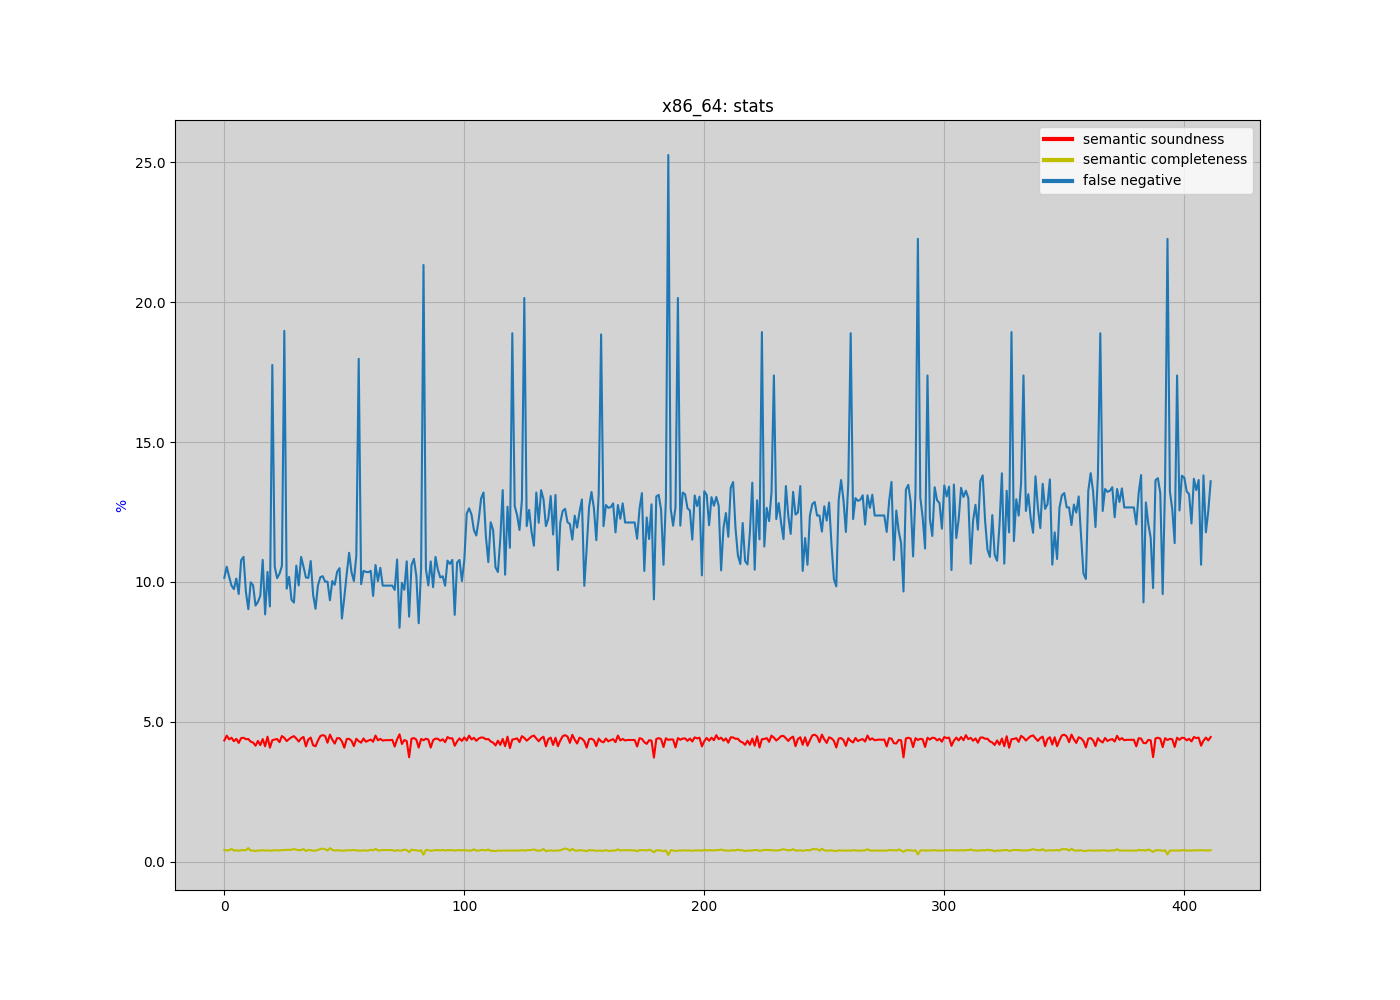 x86_64: stats
semantic soundness
semantic completeness
false negative
%
25.0
20.0
15.0
10.0
5.0
0.0
0 100 200 300 400